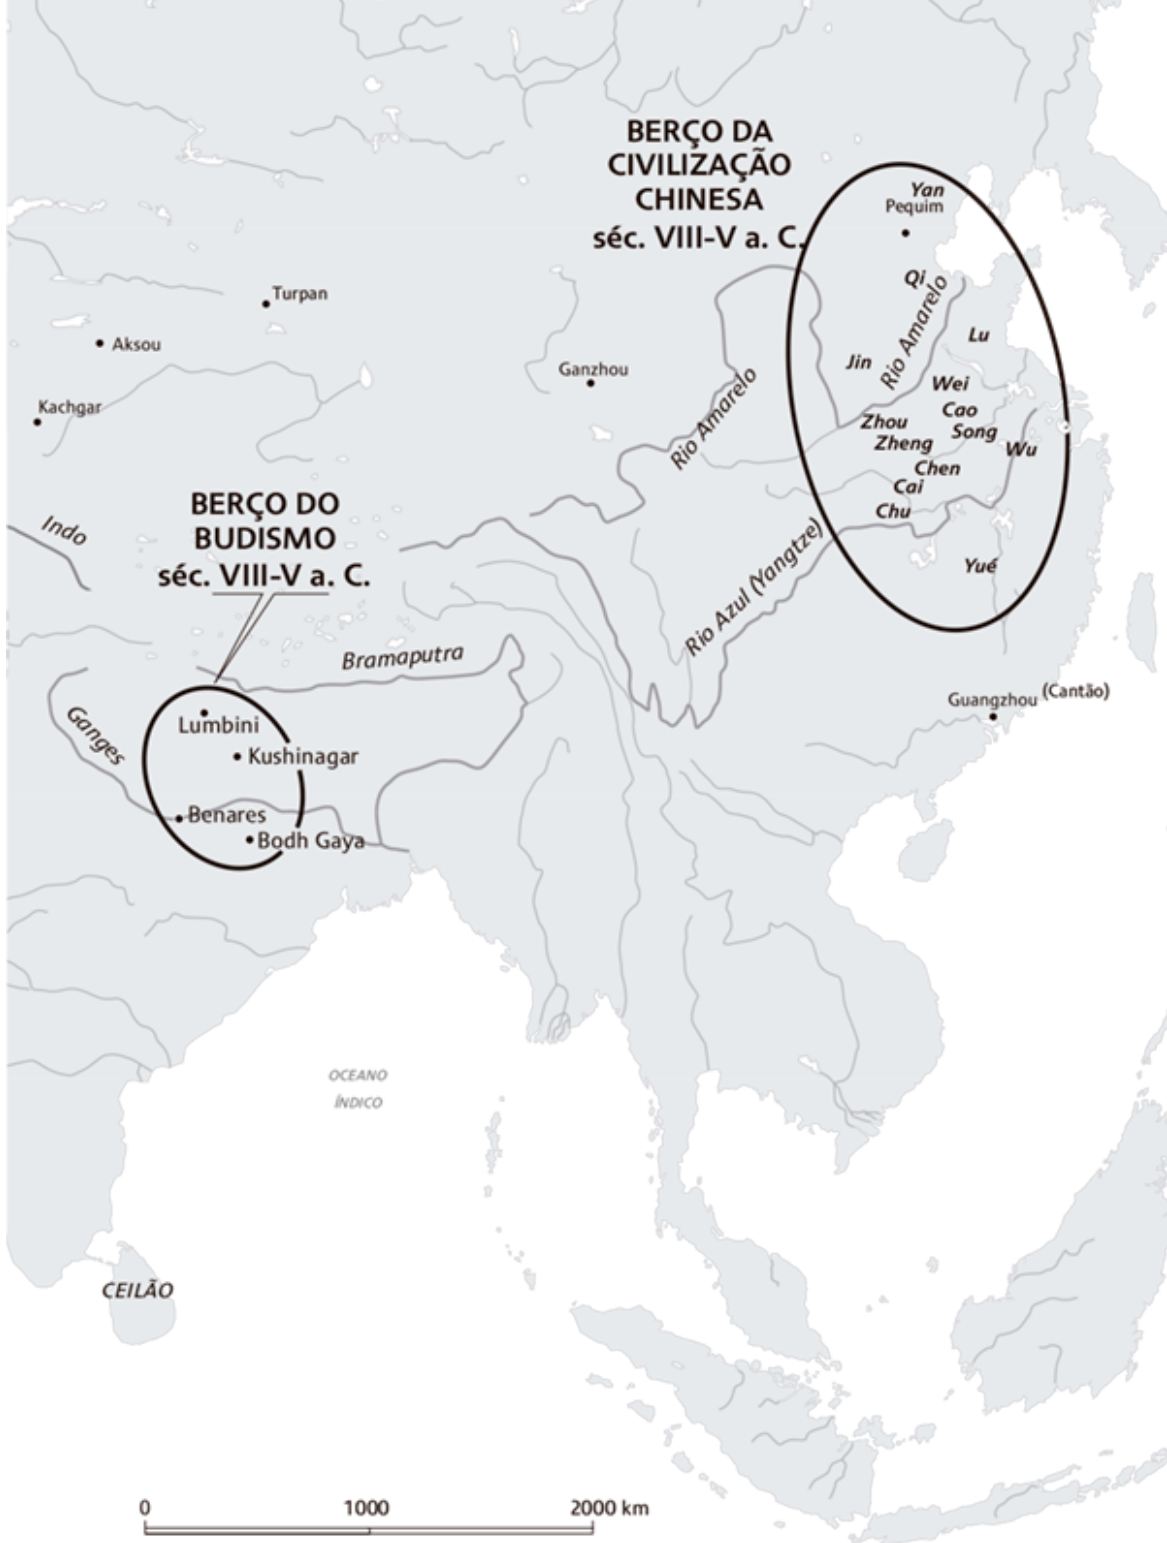 BERÇO DA
CIVILIZAÇÃO
CHINESA
séc. VIII-V a. C.
Yan
Pequim
Qi
Rio Amarelo
Lu
Jin
Wei
Cao
Zhou
Song
Zheng
Wu
Chen
Cai
Chu
Yué
Turpan
Aksou
Kachgar
Ganzhou
Rio Amarelo
Indo
BERÇO DO
BUDISMO
séc. VIII-V a. C.
Rio Azul (Yangtze)
Bramaputra
Ganges
Lumbini
Kushinagar
Benares
Bodh Gaya
Guangzhou (Cantão)
OCEANO
ÍNDICO
CEILÃO
0 1000 2000 km